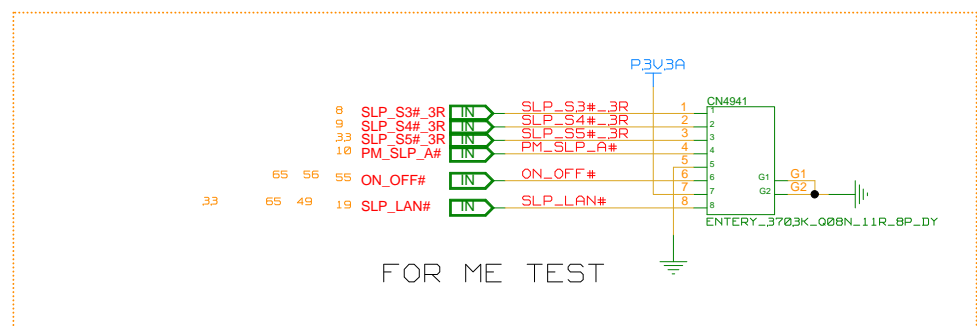 P3V3A
CN4941
8 SLP_S3#_3R IN SLP_S3#_3R 1 1
9 SLP_S4#_3R IN SLP_S4#_3R 2 2
33 SLP_S5#_3R IN SLP_S5#_3R 3 3
10 PM_SLP_A# IN PM_SLP_A# 4 4
5 5
65 56 55 ON_OFF# IN ON_OFF# 6 6 G1 G1
7 7 G2 G2
33 65 49 19 SLP_LAN# IN SLP_LAN# 8 8
ENTERY_3703K_Q08N_11R_8P_DY
FOR ME TEST